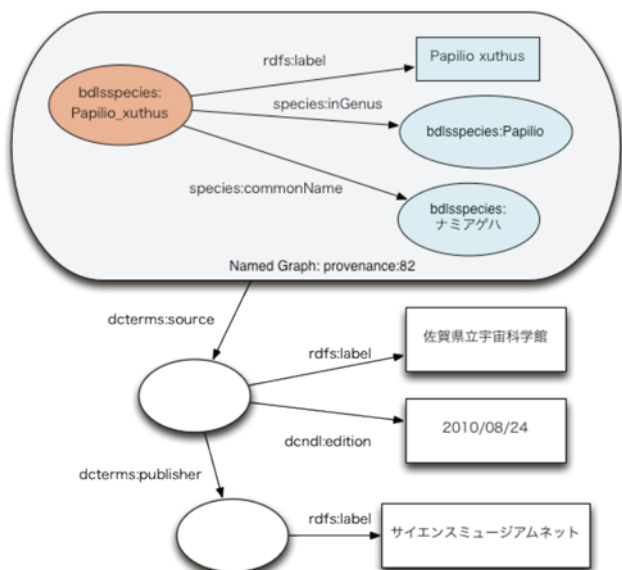 rdfs:label
Papilio xuthus
bdlsspecies:
Papilio_xuthus
species:inGenus
bdlsspecies:Papilio
species:commonName
bdlsspecies:
ナミアゲハ
Named Graph: provenance:82
dcterms:source
rdfs:label
佐賀県立宇宙科学館
dcndl:edition
2010/08/24
dcterms:publisher
rdfs:label
サイエンスミュージアムネット